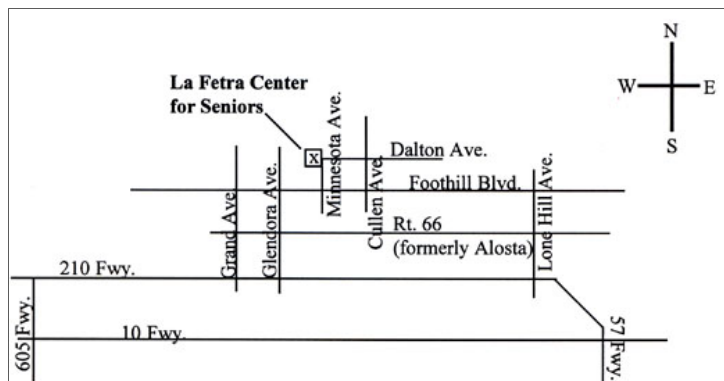 N
W E
S
La Fetra Center
for Seniors
X
Minnesota Ave.
Dalton Ave.
Foothill Blvd.
Cullen Ave.
Grand Ave.
Glendora Ave.
Rt. 66
(formerly Alosta)
Lone Hill Ave.
210 Fwy.
605 Fwy.
10 Fwy.
57 Fwy.